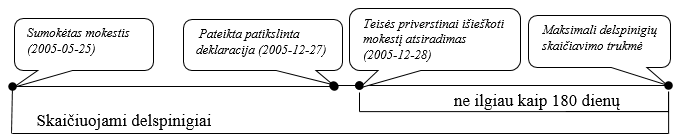 Sumokėtas mokestis
(2005-05-25)
Pateikta patikslinta
deklaracija (2005-12-27)
Teisės priverstinai išieškoti
mokestį atsiradimas
(2005-12-28)
Maksimali delspinigių
skaičiavimo trukmė
ne ilgiau kaip 180 dienų
Skaičiuojami delspinigiai